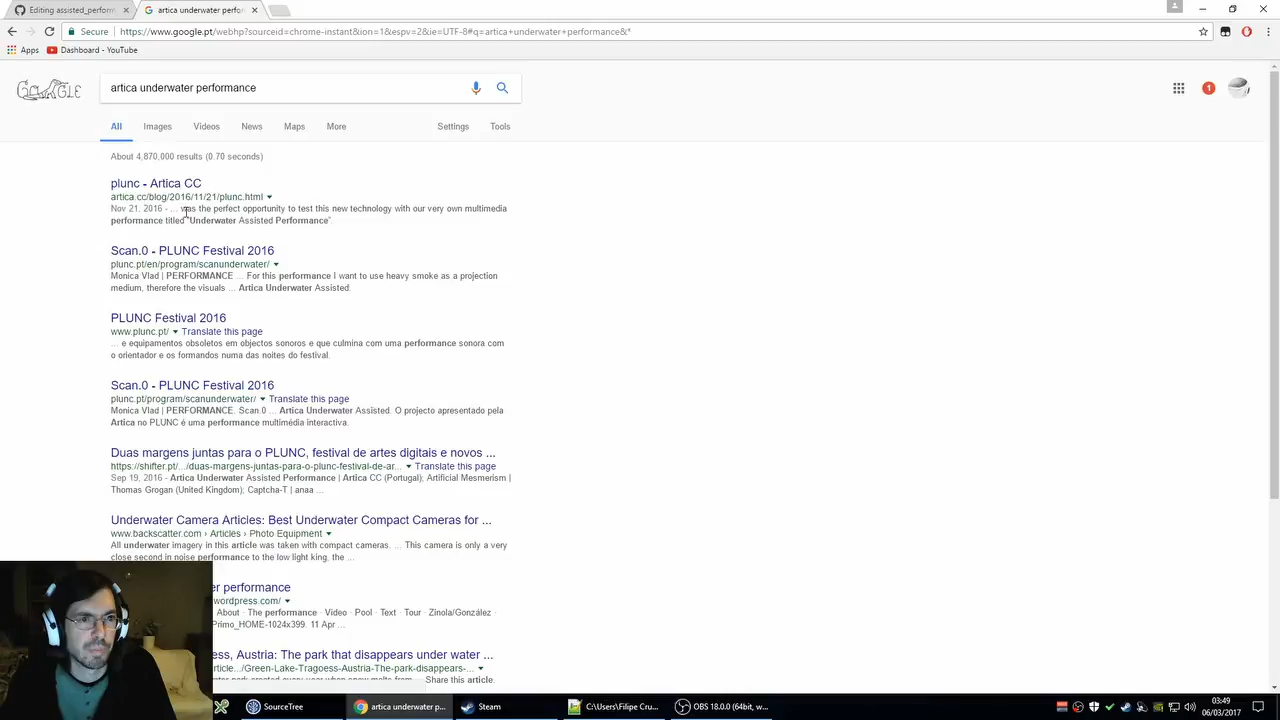 Editing assisted_perform
artica underwater perform
Secure
https://www.google.pt/webhp?sourceid=chrome-instant&ion=1&espv=2&ie=UTF-8#q=artica+underwater+performance&*
Apps
Dashboard - YouTube
artica underwater performance
1
All
Images
Videos
News
Maps
More
Settings
Tools
About 4,870,000 results (0.70 seconds)
plunc - Artica CC
artica.cc/blog/2016/11/21/plunc.html
Nov 21, 2016 - ... was the perfect opportunity to test this new technology with our very own multimedia
performance titled "Underwater Assisted Performance".
Scan.0 - PLUNC Festival 2016
plunc.pt/en/program/scanunderwater/
Monica Vlad | PERFORMANCE ... For this performance I want to use heavy smoke as a projection
medium, therefore the visuals ... Artica Underwater Assisted.
PLUNC Festival 2016
www.plunc.pt/
Translate this page
... e equipamentos obsoletos em objectos sonoros e que culmina com uma performance sonora com
o orientador e os formandos numa das noites do festival.
Scan.0 - PLUNC Festival 2016
plunc.pt/program/scanunderwater/
Translate this page
Monica Vlad | PERFORMANCE. Scan.0 ... Artica Underwater Assisted. O projecto apresentado pela
Artica no PLUNC é uma performance multimédia interactiva.
Duas margens juntas para o PLUNC, festival de artes digitais e novos ...
https://shifter.pt/.../duas-margens-juntas-para-o-plunc-festival-de-ar...
Translate this page
Sep 19, 2016 - Artica Underwater Assisted Performance | Artica CC (Portugal); Artificial Mesmerism |
Thomas Grogan (United Kingdom); Captcha-T | anaa ...
Underwater Camera Articles: Best Underwater Compact Cameras for ...
www.backscatter.com › Articles › Photo Equipment
All underwater imagery in this article was taken with compact cameras. ... This camera is only a very
close second in noise performance to the low light king, the ...
er performance
wordpress.com/
About · The performance · Video · Pool · Text · Tour · Zinola/González ·
Primo_HOME-1024x399. 11 Apr ...
ess, Austria: The park that disappears under water ...
rticle.../Green-Lake-Tragoess-Austria-The-park-disappears-...
Share this article.
SourceTree
artica underwater p...
Steam
C:\Users\Filipe Cru...
OBS 18.0.0 (64bit, w...
03:49
06/03/2017